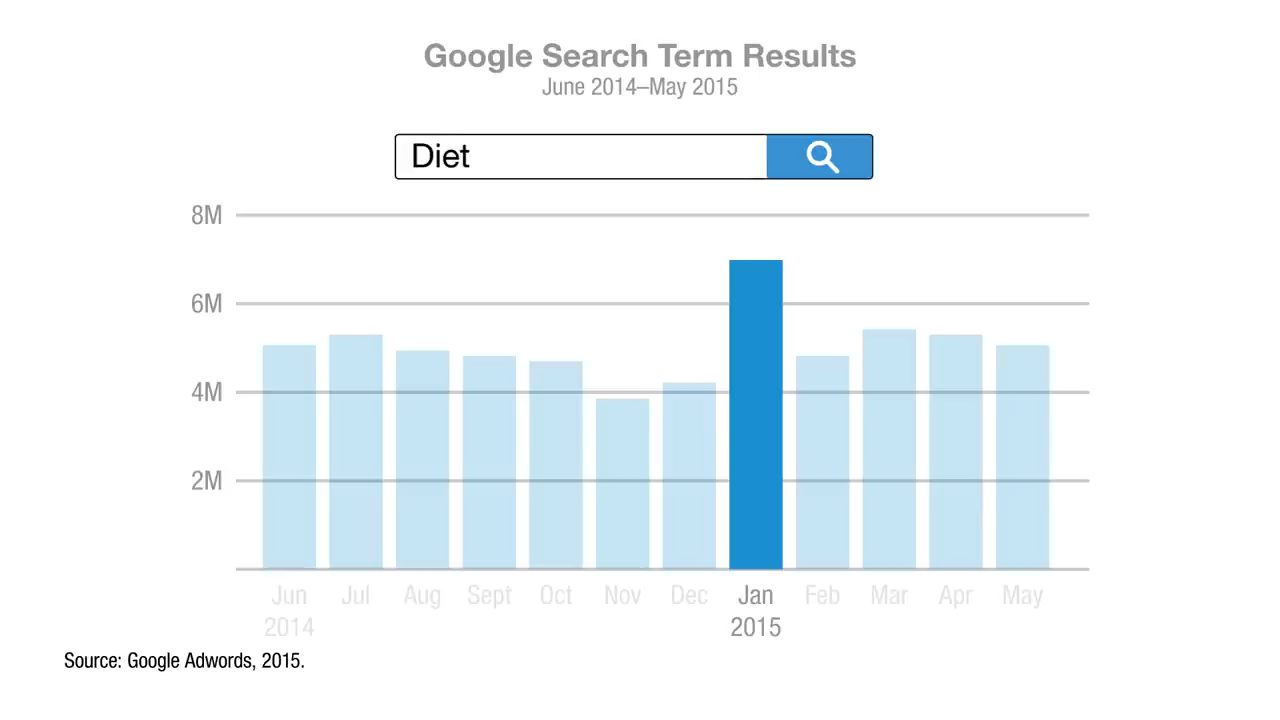 Google Search Term Results
June 2014–May 2015
Diet
8M
6M
4M
2M
Jun Jul Aug Sept Oct Nov Dec Jan Feb Mar Apr May
2014 2015
Source: Google Adwords, 2015.